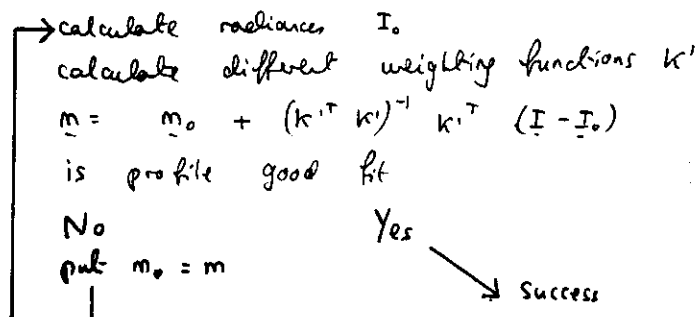 calculate radiances I₀
calculate different weighting functions K'
m = m₀ + (K'ᵀ K')⁻¹ K'ᵀ (I - I₀)
is profile good fit
No Yes
put m₀ = m
success